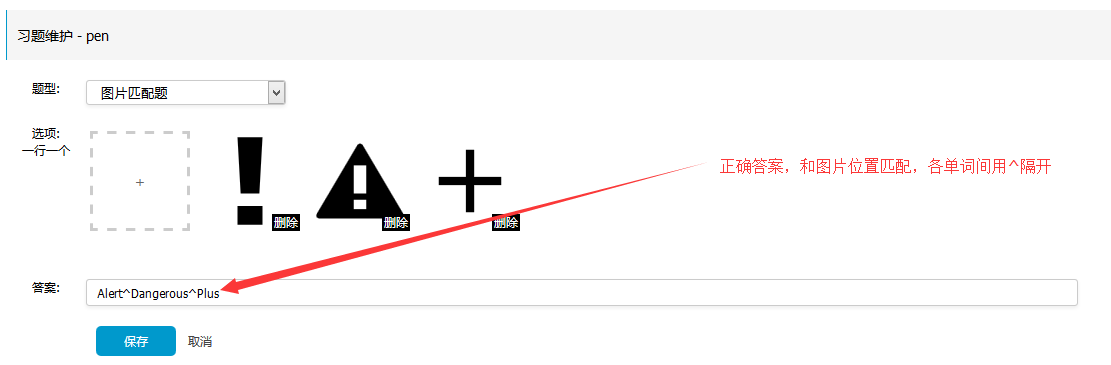 习题维护 - pen
题型:
图片匹配题
选项:
一行一个
+
删除
删除
删除
正确答案，和图片位置匹配，各单词间用^隔开
答案:
Alert^Dangerous^Plus
保存
取消